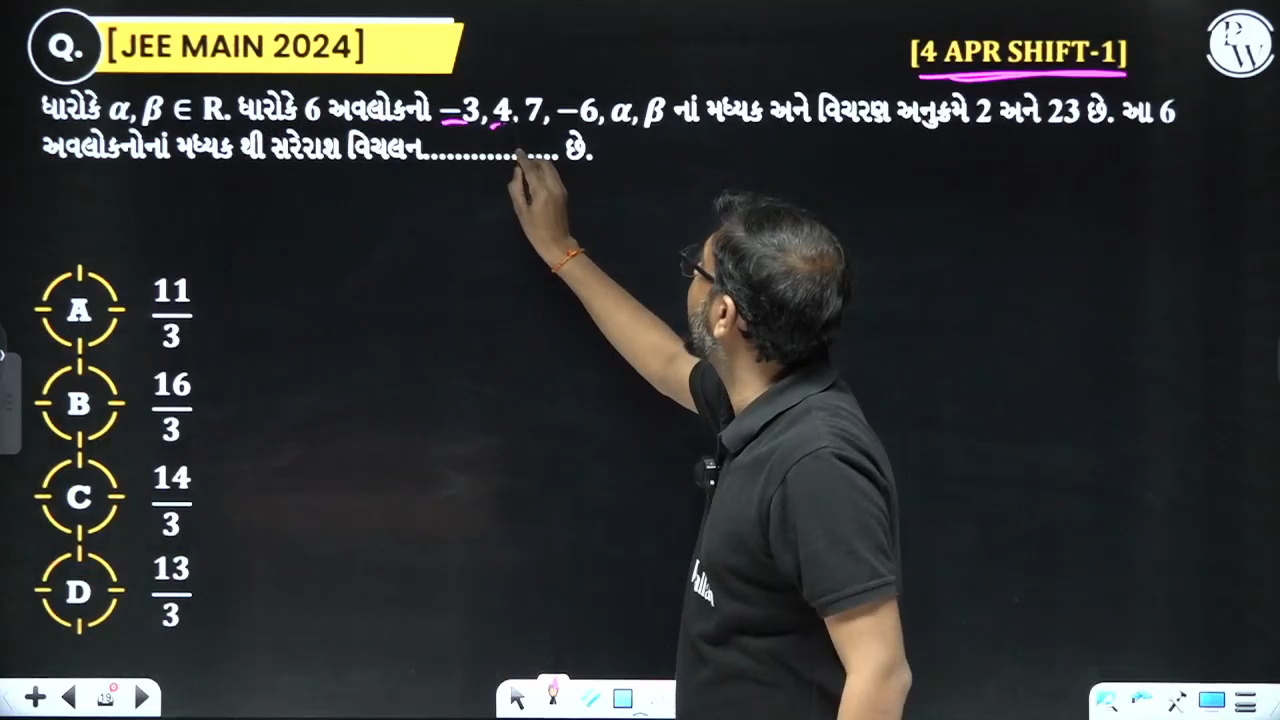 Q. [JEE MAIN 2024]
[4 APR SHIFT-1]
PW
ધારોકે α, β ∈ R. ધારોકે 6 અવલોકનો −3, 4, 7, −6, α, β નાં મધ્યક અને વિચરણ અનુક્રમે 2 અને 23 છે. આ 6
અવલોકનોનાં મધ્યક થી સરેરાશ વિચલન.................. છે.
A 11/3
B 16/3
C 14/3
D 13/3
19